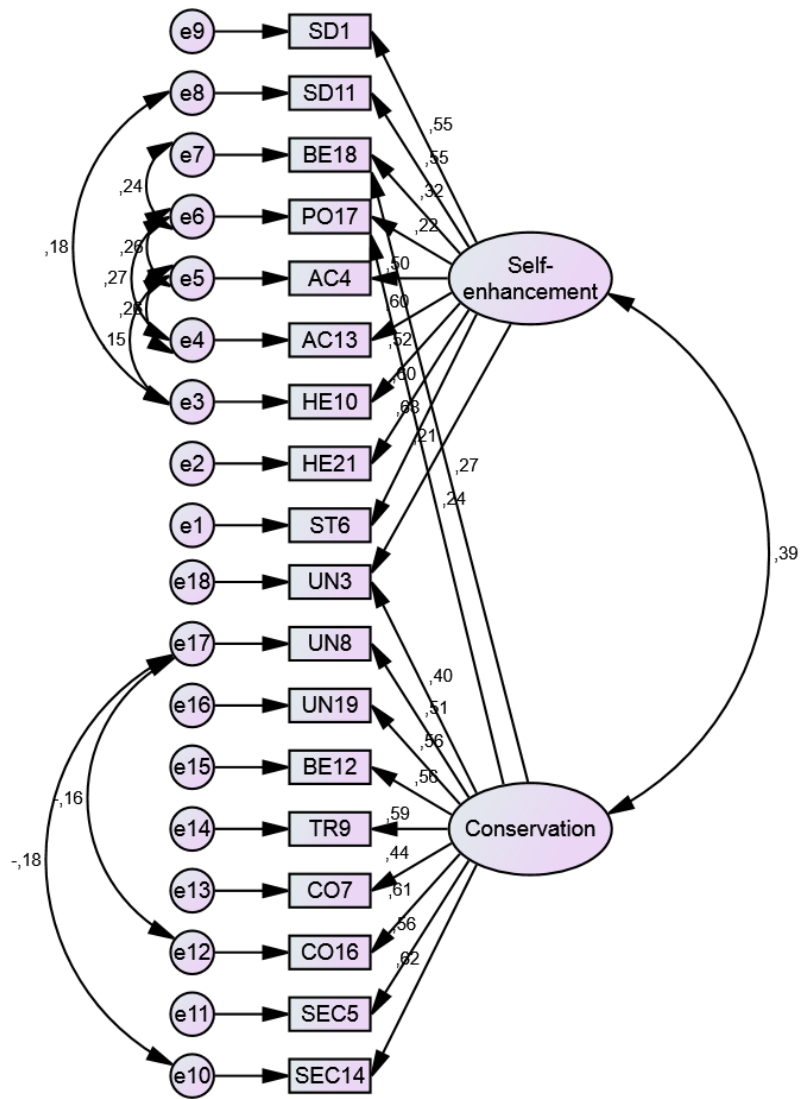 e9
SD1
e8
SD11
,55
e7
BE18
,55
,24
,32
e6
PO17
,22
,18
,26
,50
,27
e5
AC4
Self-
enhancement
,60
15
e4
AC13
,52
,60
e3
HE10
,21
e2
HE21
,27
,24
e1
ST6
,39
e18
UN3
e17
UN8
,40
e16
UN19
,51
,56
e15
BE12
,56
-,16
,59
e14
TR9
Conservation
,44
-,18
e13
CO7
,61
,56
e12
CO16
,62
e11
SEC5
e10
SEC14